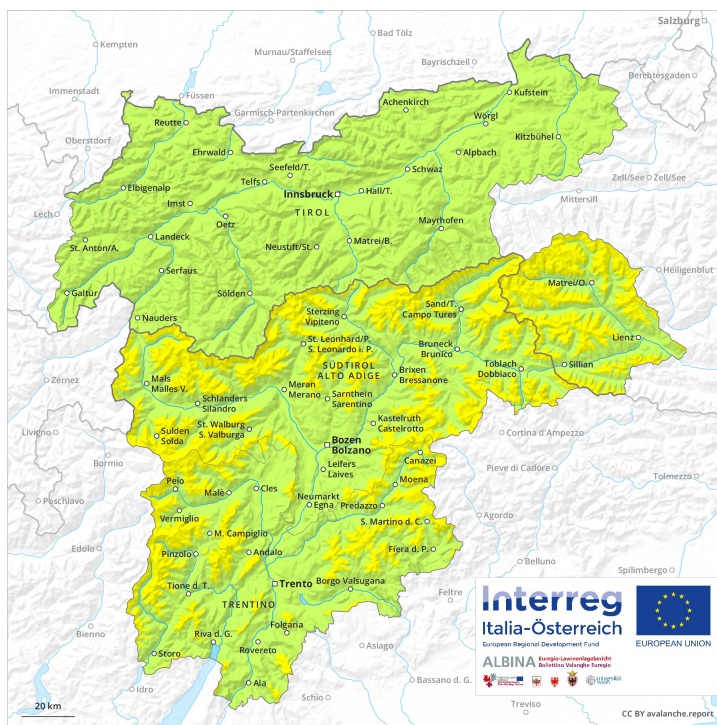 Salzburg
Kempten
Bad Tölz
Murnau/Staffelsee
Bayrischzell
Berchtesgaden
Immenstadt
Füssen
Garmisch-Partenkirchen
Achenkirch
Kufstein
Reutte
Wörgl
Oberstdorf
Ehrwald
Kitzbühel
Seefeld/T.
Alpbach
Telfs
Schwaz
Zell/See
Zell/See
Elbigenalp
Innsbruck
Hall/T.
Mittersill
Imst
TIROL
Lech
Oetz
Mayrhofen
St. Anton/A.
Landeck
Neustift/St.
Matrei/B.
Serfaus
Heiligenblut
Galtür
Sölden
Matrei/O.
Nauders
Sterzing
Vipiteno
Sand/T.
Campo Tures
Lienz
St. Leonhard/P.
S. Leonardo i. P.
Bruneck
Brunico
Toblach
Dobbiaco
Sillian
Zernez
SÜDTIROL
ALTO ADIGE
Brixen
Bressanone
Mals
Malles V.
Meran
Merano
Schlanders
Silandro
Sarnthein
Sarentino
St. Walburg
S. Valburga
Kastelruth
Castelrotto
Livigno
Sulden
Solda
Bozen
Bolzano
Cortina d'Ampezzo
Bormio
Canazei
Pieve di Cadore
Leifers
Laives
Tolmezzo
Peio
Malè
Cles
Moena
Poschiavo
Neumarkt
Egna
Predazzo
Vermiglio
Agordo
S. Martino d. C.
M. Campiglio
Edolo
Pinzolo
Andalo
Fiera d. P.
Belluno
Spilimbergo
Tione d. T.
Trento
Borgo Valsugana
Feltre
TRENTINO
Interreg
Folgaria
Italia-Österreich
Bienno
Riva d. G.
European Regional Development Fund
EUROPEAN UNION
Storo
Rovereto
Asiago
ALBINA
Euregio-Lawinenlagebericht
Bollettino Valanghe Euregio
Idro
Ala
Bassano d. G.
Schio
20 km
Treviso
CC BY avalanche.report